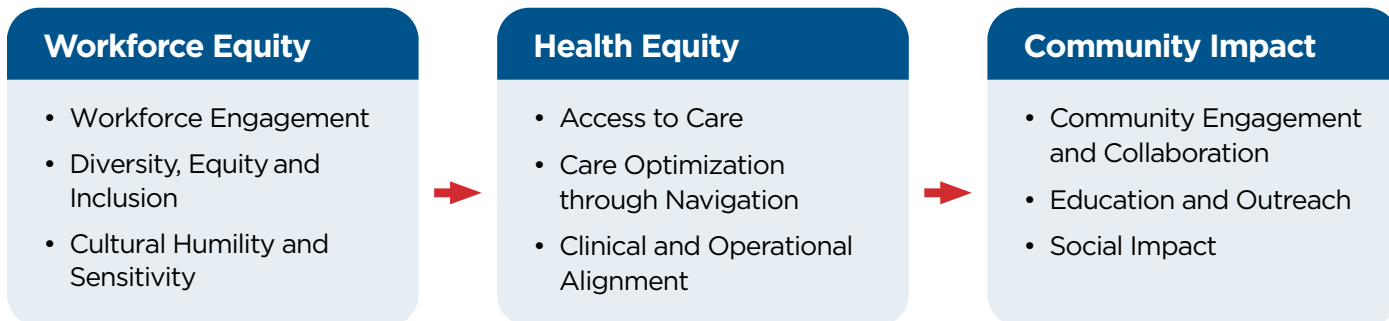 Workforce Equity
• Workforce Engagement
• Diversity, Equity and
Inclusion
• Cultural Humility and
Sensitivity
Health Equity
• Access to Care
• Care Optimization
through Navigation
• Clinical and Operational
Alignment
Community Impact
• Community Engagement
and Collaboration
• Education and Outreach
• Social Impact